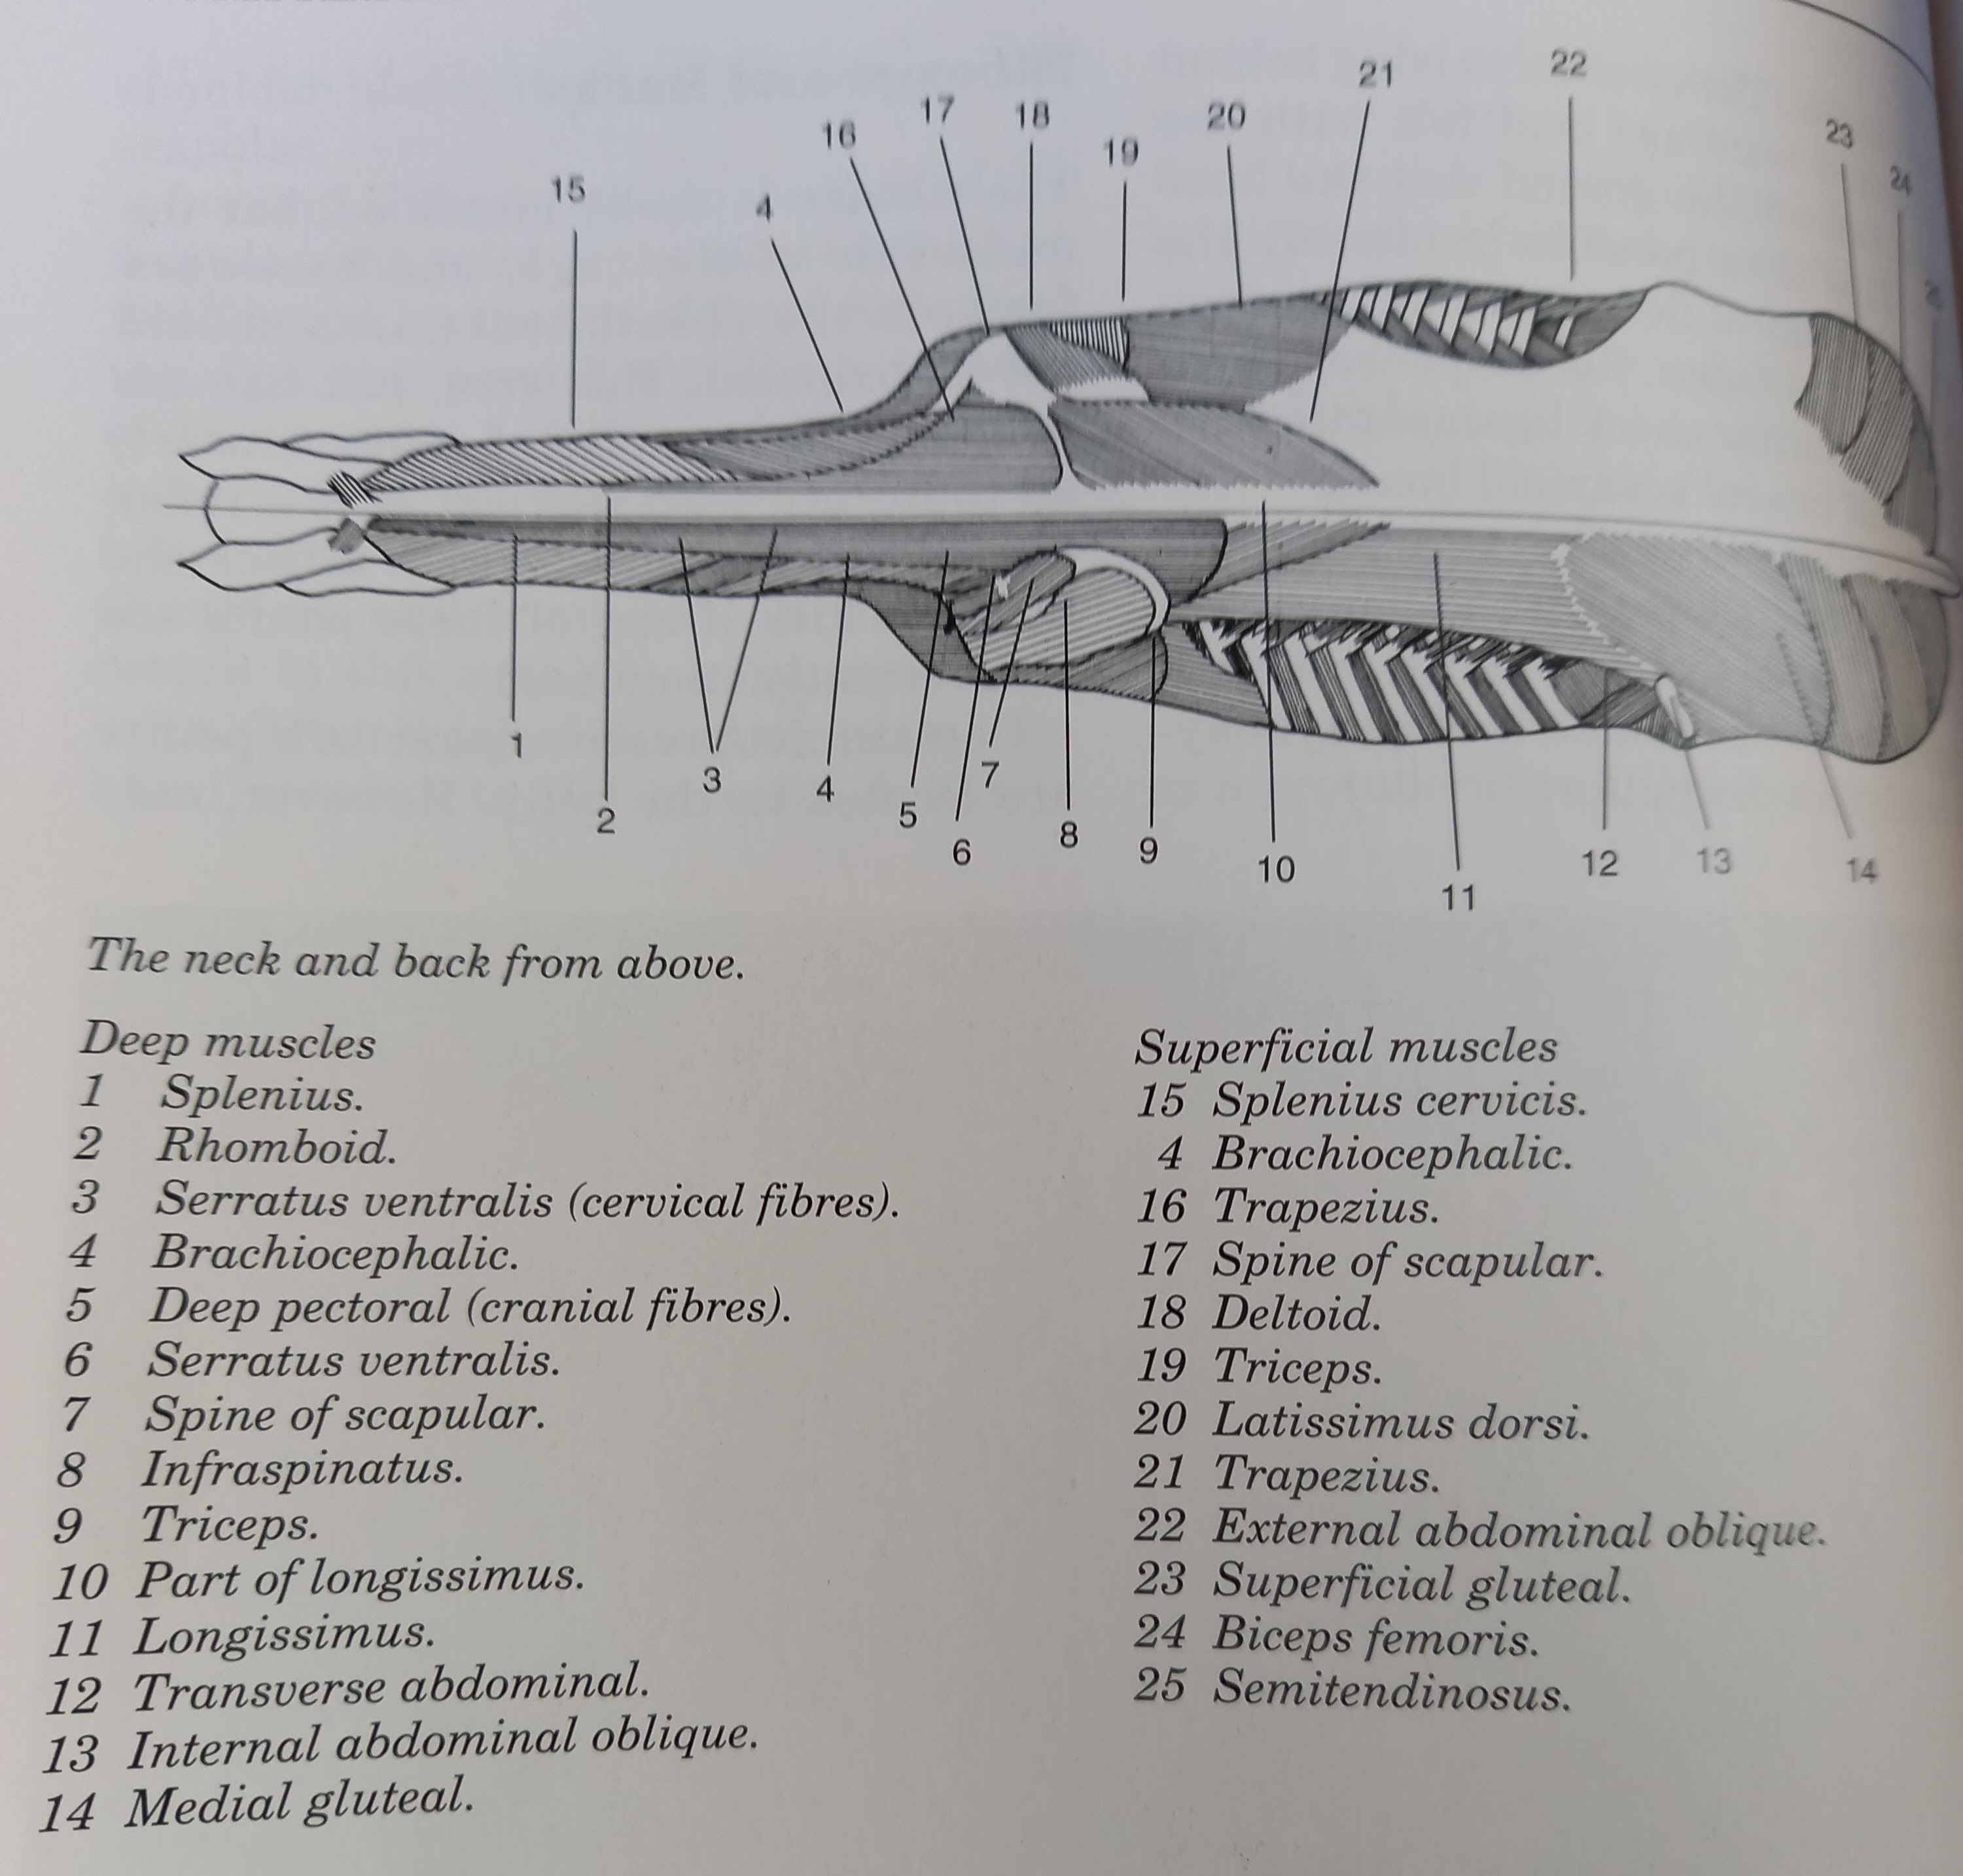 22
21
17
18
20
23
16
19
24
15
4
1
3
7
4
2
5
8
6
9
12
13
10
14
11
The neck and back from above.
Deep muscles
1 Splenius.
2 Rhomboid.
3 Serratus ventralis (cervical fibres).
4 Brachiocephalic.
5 Deep pectoral (cranial fibres).
6 Serratus ventralis.
7 Spine of scapular.
8 Infraspinatus.
9 Triceps.
10 Part of longissimus.
11 Longissimus.
12 Transverse abdominal.
13 Internal abdominal oblique.
14 Medial gluteal.
Superficial muscles
15 Splenius cervicis.
4 Brachiocephalic.
16 Trapezius.
17 Spine of scapular.
18 Deltoid.
19 Triceps.
20 Latissimus dorsi.
21 Trapezius.
22 External abdominal oblique.
23 Superficial gluteal.
24 Biceps femoris.
25 Semitendinosus.